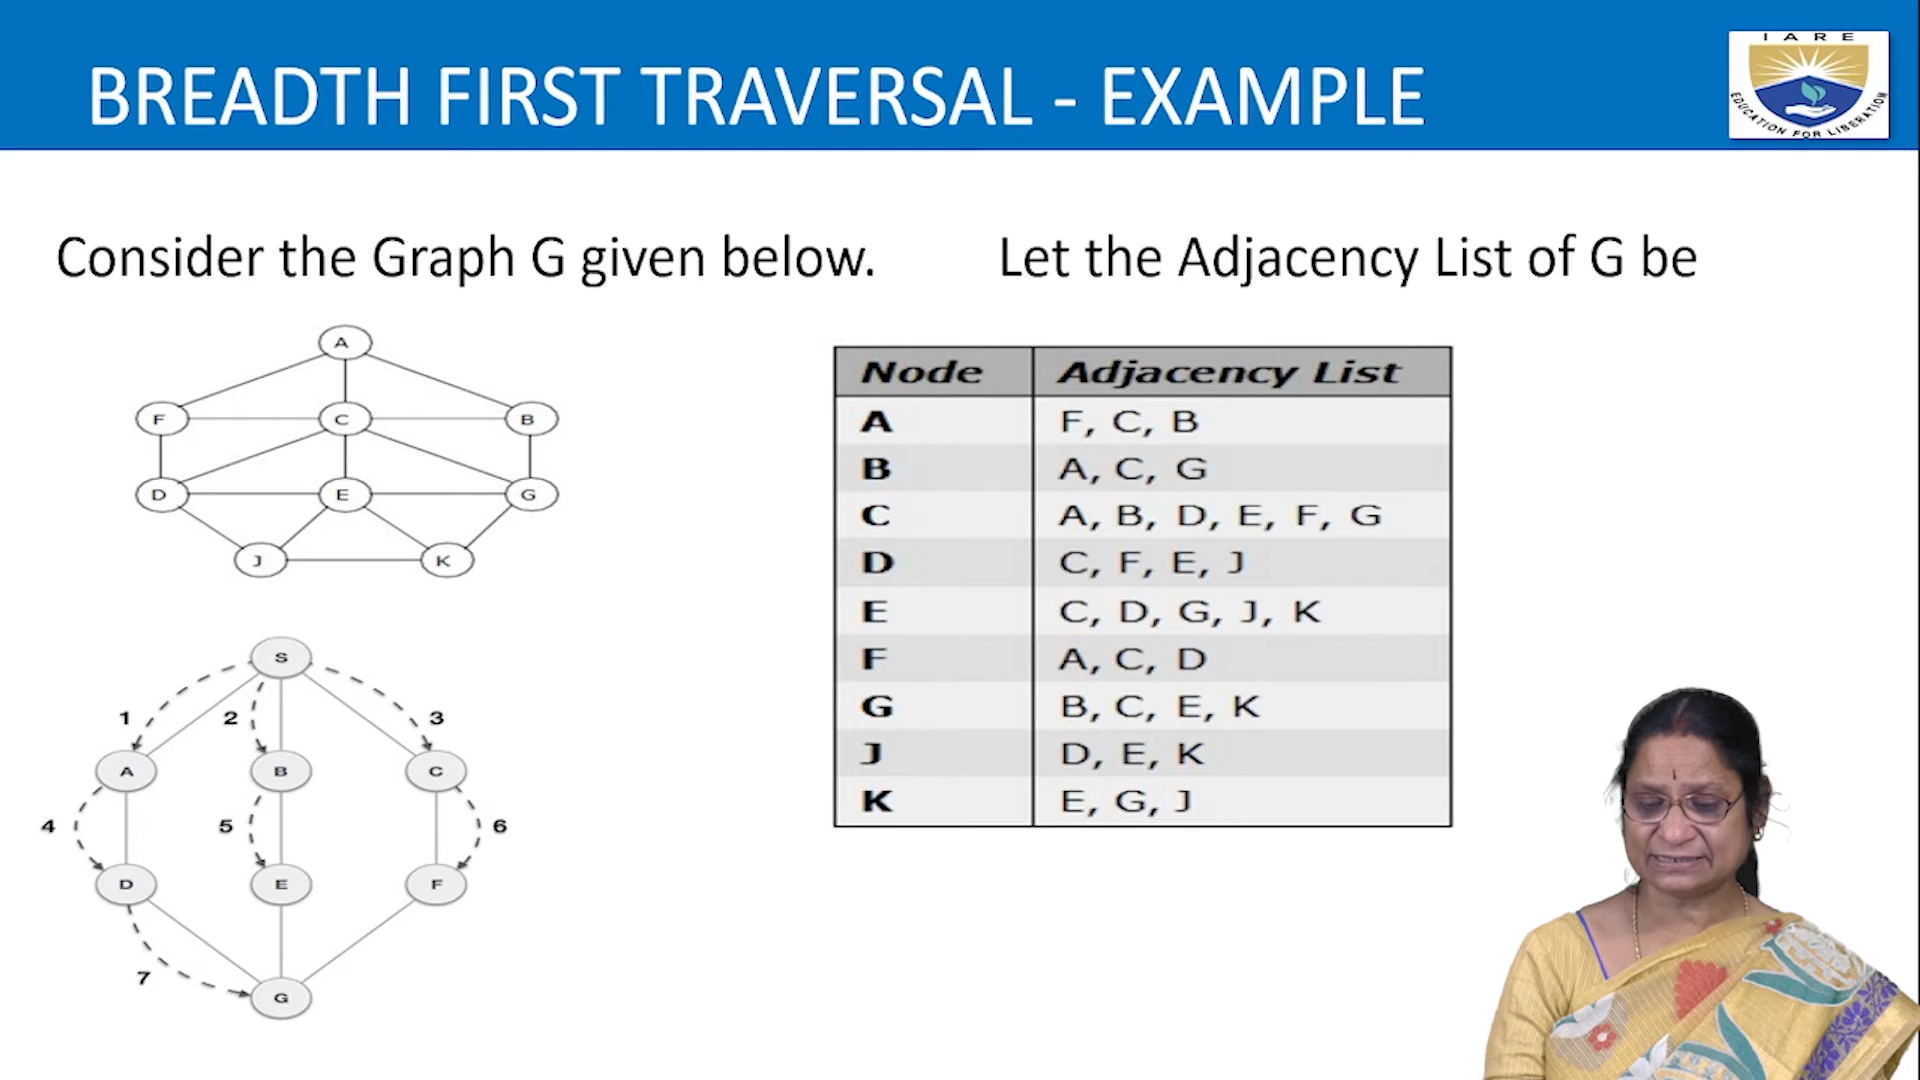 BREADTH FIRST TRAVERSAL - EXAMPLE
I A R E
EDUCATION FOR LIBERATION
Consider the Graph G given below.
Let the Adjacency List of G be
A
F C B
D E G
J K
Node Adjacency List
A F, C, B
B A, C, G
C A, B, D, E, F, G
D C, F, E, J
E C, D, G, J, K
F A, C, D
G B, C, E, K
J D, E, K
K E, G, J
S
1 2 3
A B C
4 5 6
D E F
7
G